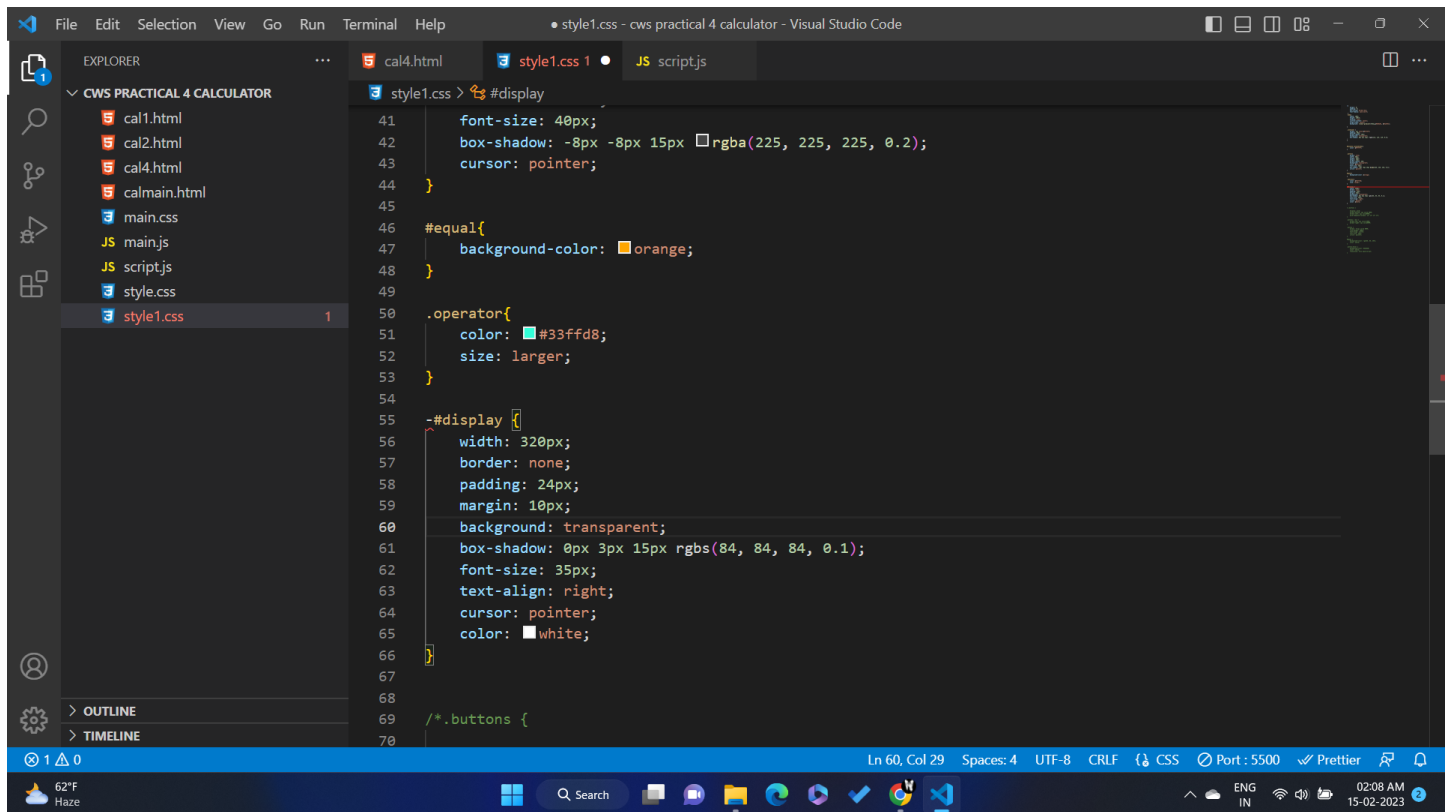 File Edit Selection View Go Run Terminal Help
● style1.css - cws practical 4 calculator - Visual Studio Code
EXPLORER
1
CWS PRACTICAL 4 CALCULATOR
cal1.html
cal2.html
cal4.html
calmain.html
main.css
JS main.js
JS script.js
style.css
style1.css 1
OUTLINE
TIMELINE
cal4.html style1.css 1 ● JS script.js
style1.css > #display
41 font-size: 40px;
42 box-shadow: -8px -8px 15px rgba(225, 225, 225, 0.2);
43 cursor: pointer;
44 }
45
46 #equal{
47 background-color: orange;
48 }
49
50 .operator{
51 color: #33ffd8;
52 size: larger;
53 }
54
55 -#display {
56 width: 320px;
57 border: none;
58 padding: 24px;
59 margin: 10px;
60 background: transparent;
61 box-shadow: 0px 3px 15px rgbs(84, 84, 84, 0.1);
62 font-size: 35px;
63 text-align: right;
64 cursor: pointer;
65 color: white;
66 }
67
68
69 /*.buttons {
70
1 0 Ln 60, Col 29 Spaces: 4 UTF-8 CRLF {} CSS Port : 5500 Prettier
62°F
Haze
Search
W
ENG
IN
02:08 AM
15-02-2023
2